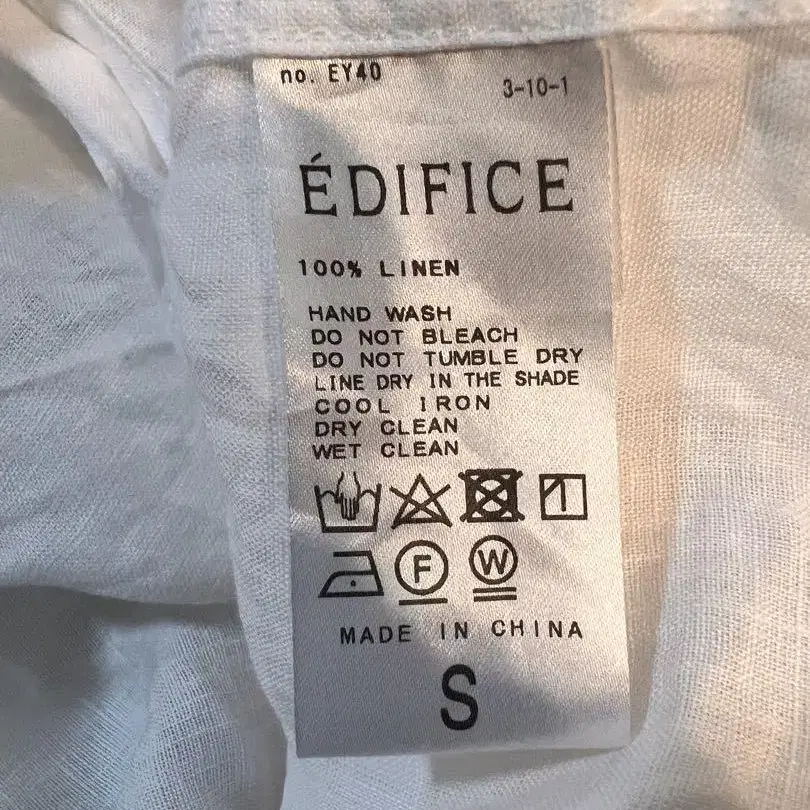 no. EY40
3-10-1
ÉDIFICE
100% LINEN
HAND WASH
DO NOT BLEACH
DO NOT TUMBLE DRY
LINE DRY IN THE SHADE
COOL IRON
DRY CLEAN
WET CLEAN
F W
MADE IN CHINA
S